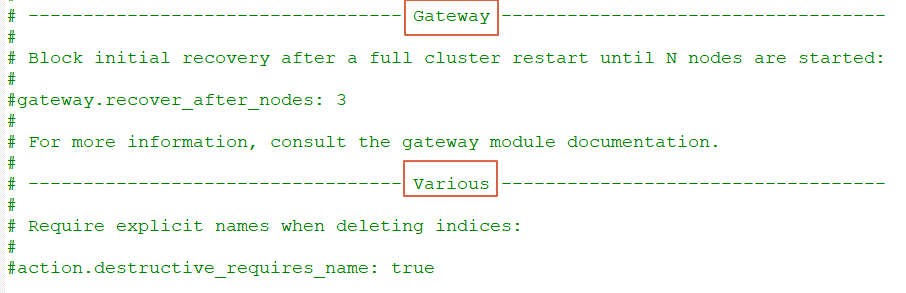 # ---------------------------------- Gateway -----------------------------------
#
# Block initial recovery after a full cluster restart until N nodes are started:
#
#gateway.recover_after_nodes: 3
#
# For more information, consult the gateway module documentation.
#
# ---------------------------------- Various -----------------------------------
#
# Require explicit names when deleting indices:
#
#action.destructive_requires_name: true